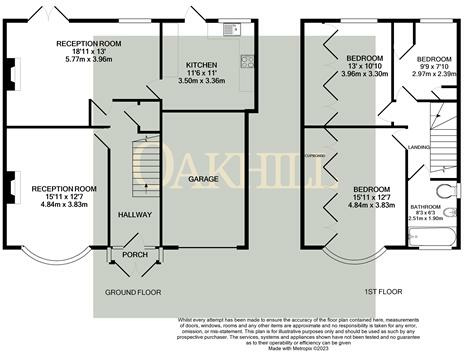 RECEPTION ROOM
18'11 x 13'
5.77m x 3.96m
KITCHEN
11'6 x 11'
3.50m x 3.36m
BEDROOM
13' x 10'10
3.96m x 3.30m
BEDROOM
9'9 x 7'10
2.97m x 2.39m
LANDING
CUPBOARD
OAKHILL
RECEPTION ROOM
15'11 x 12'7
4.84m x 3.83m
GARAGE
HALLWAY
PORCH
BEDROOM
15'11 x 12'7
4.84m x 3.83m
BATHROOM
8'3 x 6'3
2.51m x 1.90m
GROUND FLOOR
1ST FLOOR
Whilst every attempt has been made to ensure the accuracy of the floor plan contained here, measurements
of doors, windows, rooms and any other items are approximate and no responsibility is taken for any error,
omission, or mis-statement. This plan is for illustrative purposes only and should be used as such by any
prospective purchaser. The services, systems and appliances shown have not been tested and no guarantee
as to their operability or efficiency can be given
Made with Metropix ©2023